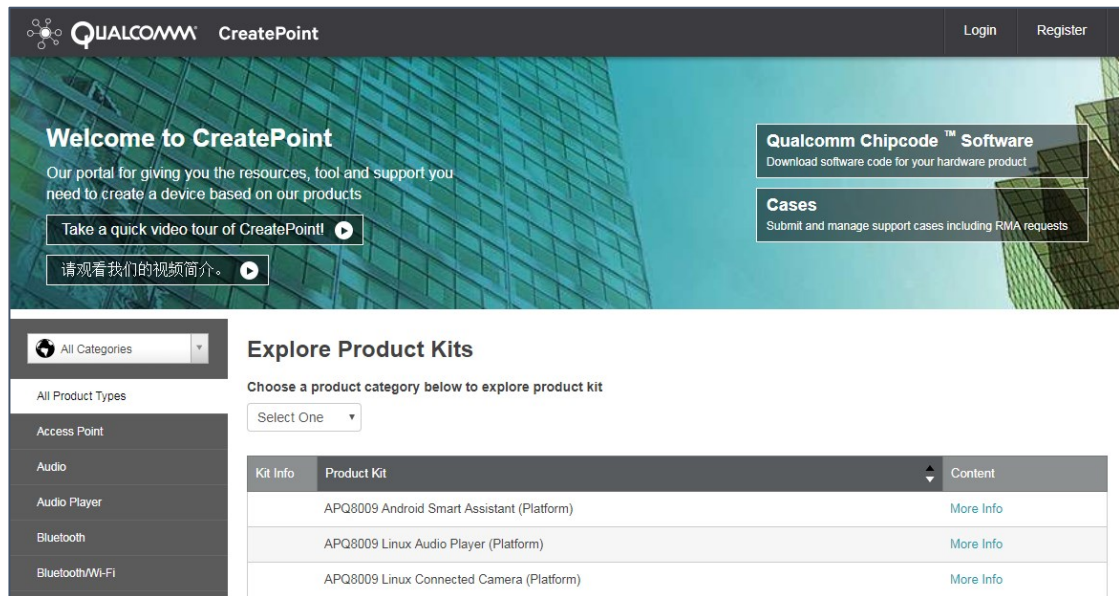 QUALCOMM CreatePoint
Login Register
Welcome to CreatePoint
Our portal for giving you the resources, tool and support you
need to create a device based on our products
Take a quick video tour of CreatePoint!
请观看我们的视频简介。
Qualcomm Chipcode ™ Software
Download software code for your hardware product
Cases
Submit and manage support cases including RMA requests
All Categories
All Product Types
Access Point
Audio
Audio Player
Bluetooth
Bluetooth/Wi-Fi
Explore Product Kits
Choose a product category below to explore product kit
Select One
Kit Info Product Kit Content
APQ8009 Android Smart Assistant (Platform) More Info
APQ8009 Linux Audio Player (Platform) More Info
APQ8009 Linux Connected Camera (Platform) More Info